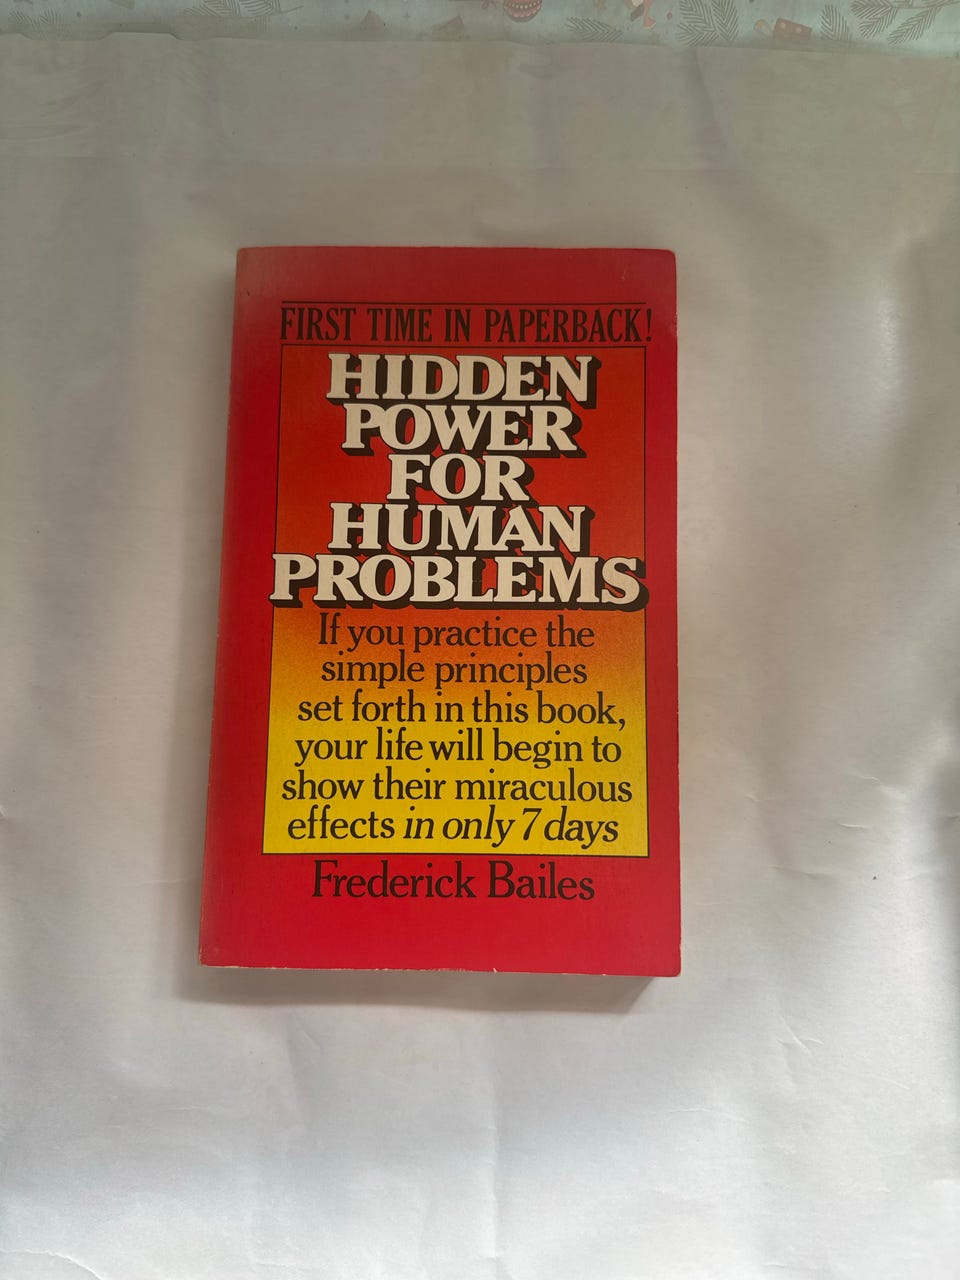 FIRST TIME IN PAPERBACK!
HIDDEN
POWER
FOR
HUMAN
PROBLEMS
If you practice the
simple principles
set forth in this book,
your life will begin to
show their miraculous
effects in only 7 days
Frederick Bailes